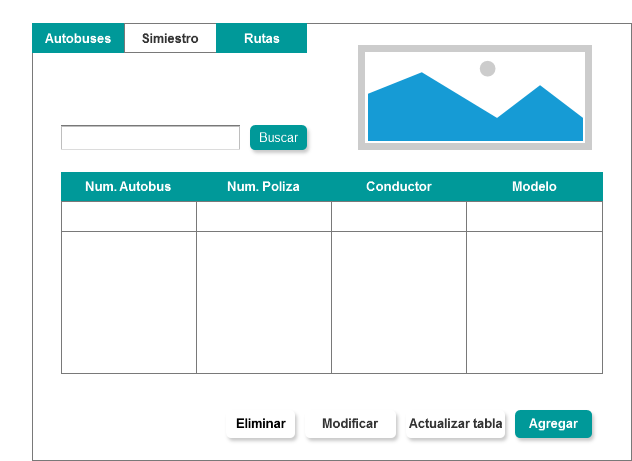 Autobuses Simiestro Rutas
Buscar
Num. Autobus Num. Poliza Conductor Modelo
Eliminar Modificar Actualizar tabla Agregar